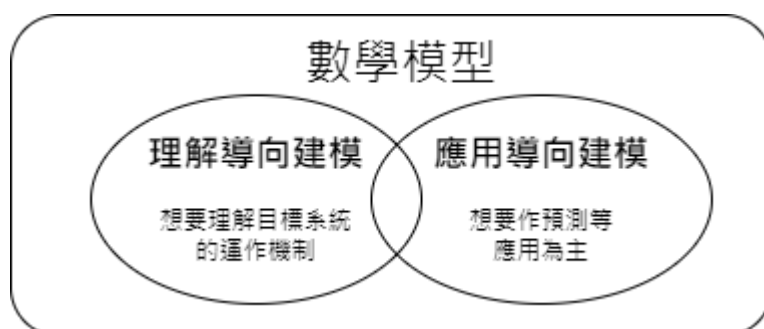 數學模型
理解導向建模
想要理解目標系統
的運作機制
應用導向建模
想要作預測等
應用為主